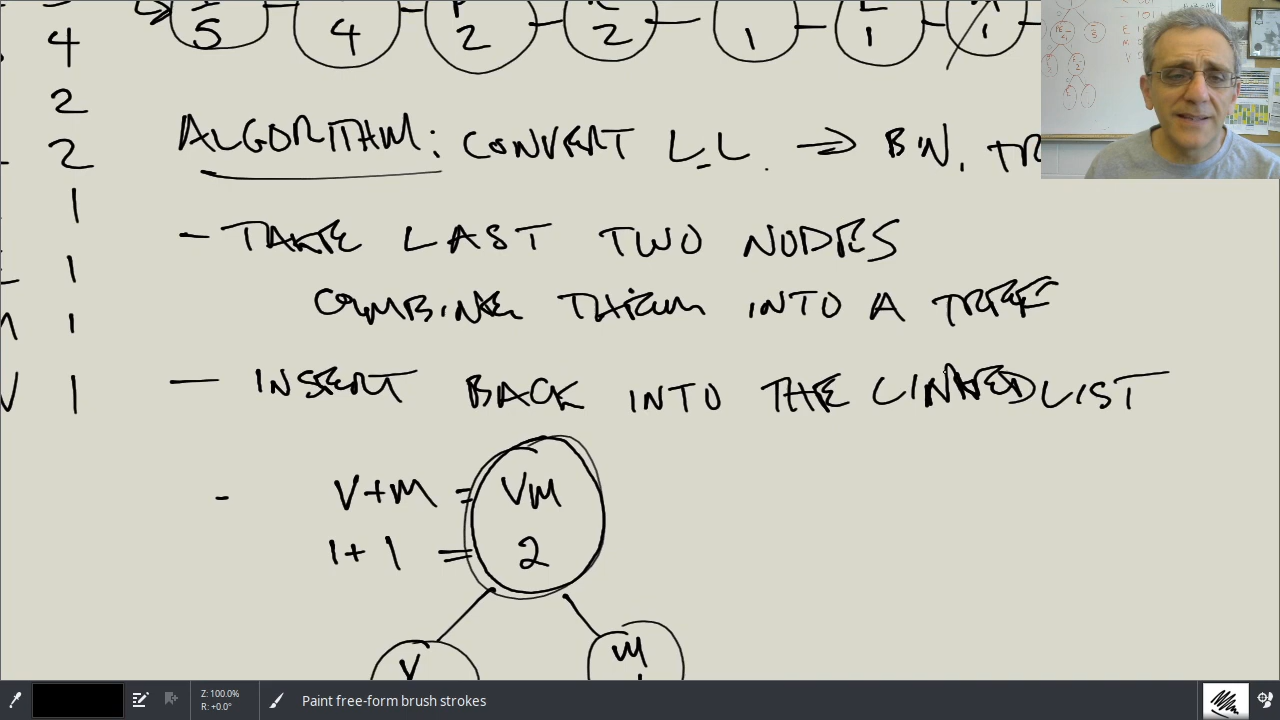 5 4 2 2 1 1 1
4
2
2
1
1
1
V 1
ALGORITHM: CONVERT L.L. → BIN. TR
- TAKE LAST TWO NODES
COMBINE THEM INTO A TREE
- INSERT BACK INTO THE LINKEDLIST
- V+M = VM
1+1 = 2
V M
Z: 100.0%
R: +0.0°
Paint free-form brush strokes